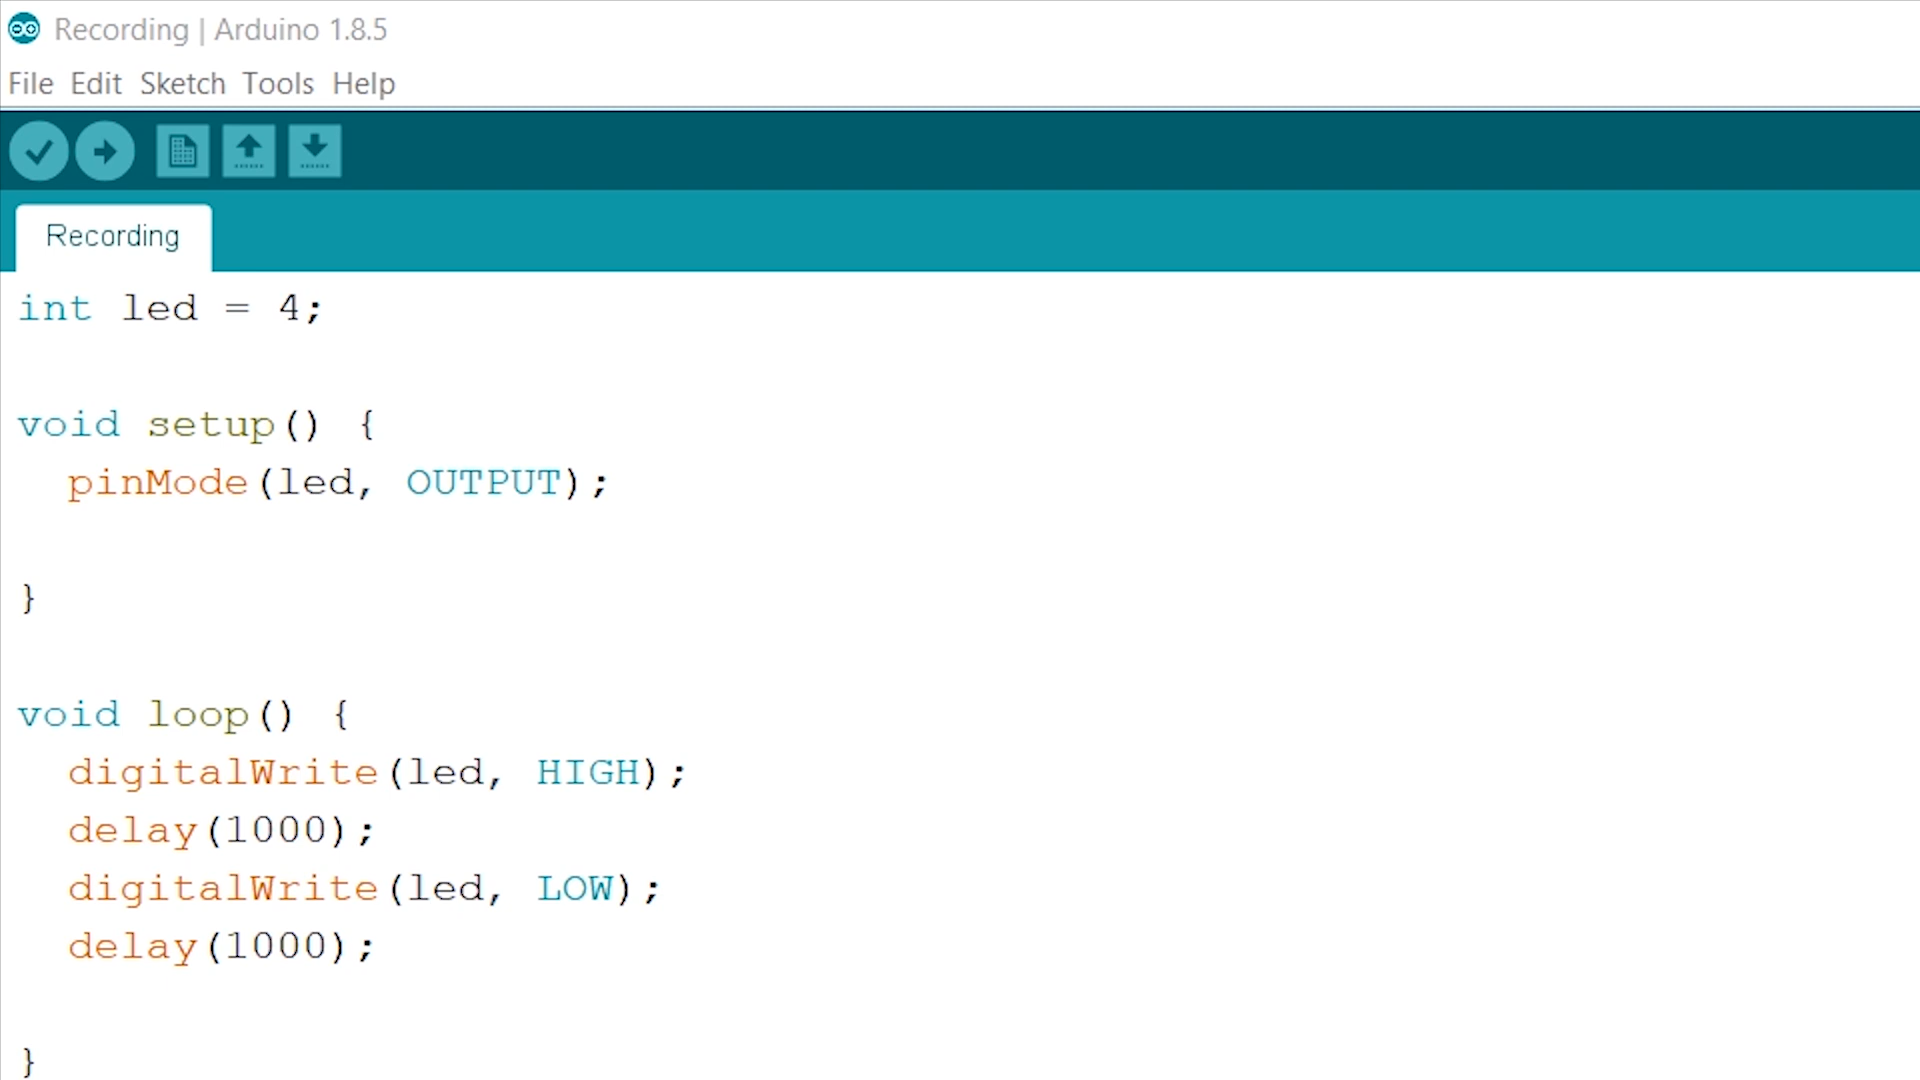 Recording | Arduino 1.8.5
File Edit Sketch Tools Help
Recording
int led = 4;
void setup() {
  pinMode(led, OUTPUT);
}
void loop() {
  digitalWrite(led, HIGH);
  delay(1000);
  digitalWrite(led, LOW);
  delay(1000);
}